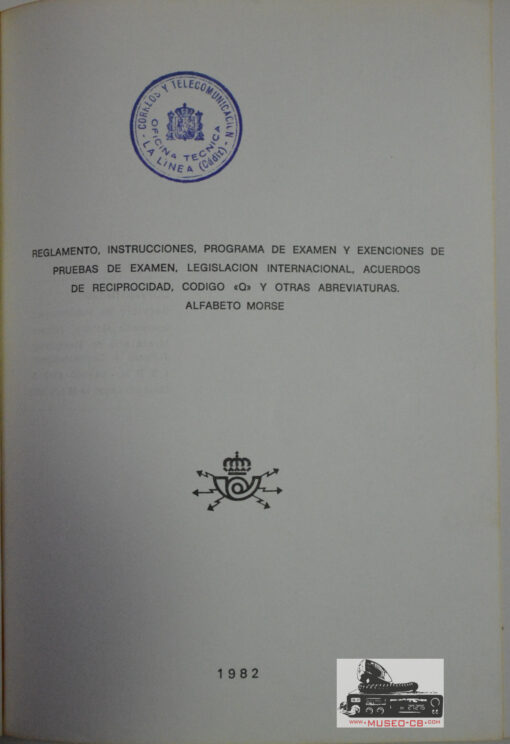 CORREOS Y TELECOMUNICACION
OFICINA TECNICA
LA LINEA (Cádiz)
REGLAMENTO, INSTRUCCIONES, PROGRAMA DE EXAMEN Y EXENCIONES DE
PRUEBAS DE EXAMEN, LEGISLACION INTERNACIONAL, ACUERDOS
DE RECIPROCIDAD, CODIGO «Q» Y OTRAS ABREVIATURAS.
ALFABETO MORSE
1982
WWW.MUSEO-CB.COM